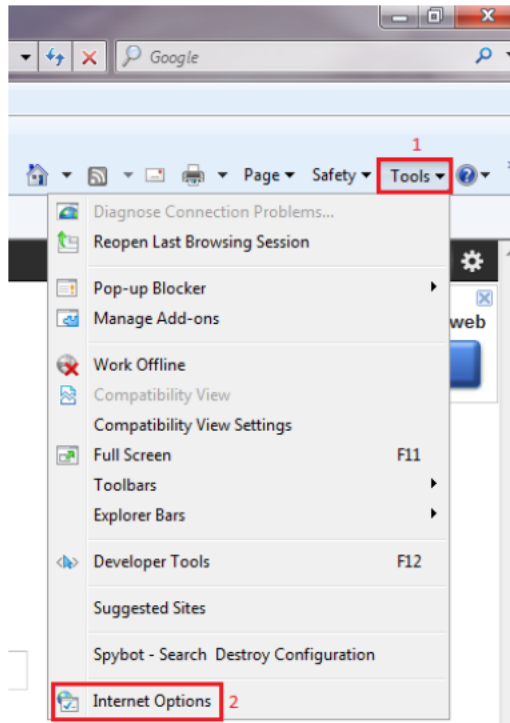 Google
1
Page Safety Tools
Diagnose Connection Problems...
Reopen Last Browsing Session
Pop-up Blocker
Manage Add-ons
web
Work Offline
Compatibility View
Compatibility View Settings
Full Screen F11
Toolbars
Explorer Bars
Developer Tools F12
Suggested Sites
Spybot - Search Destroy Configuration
Internet Options 2